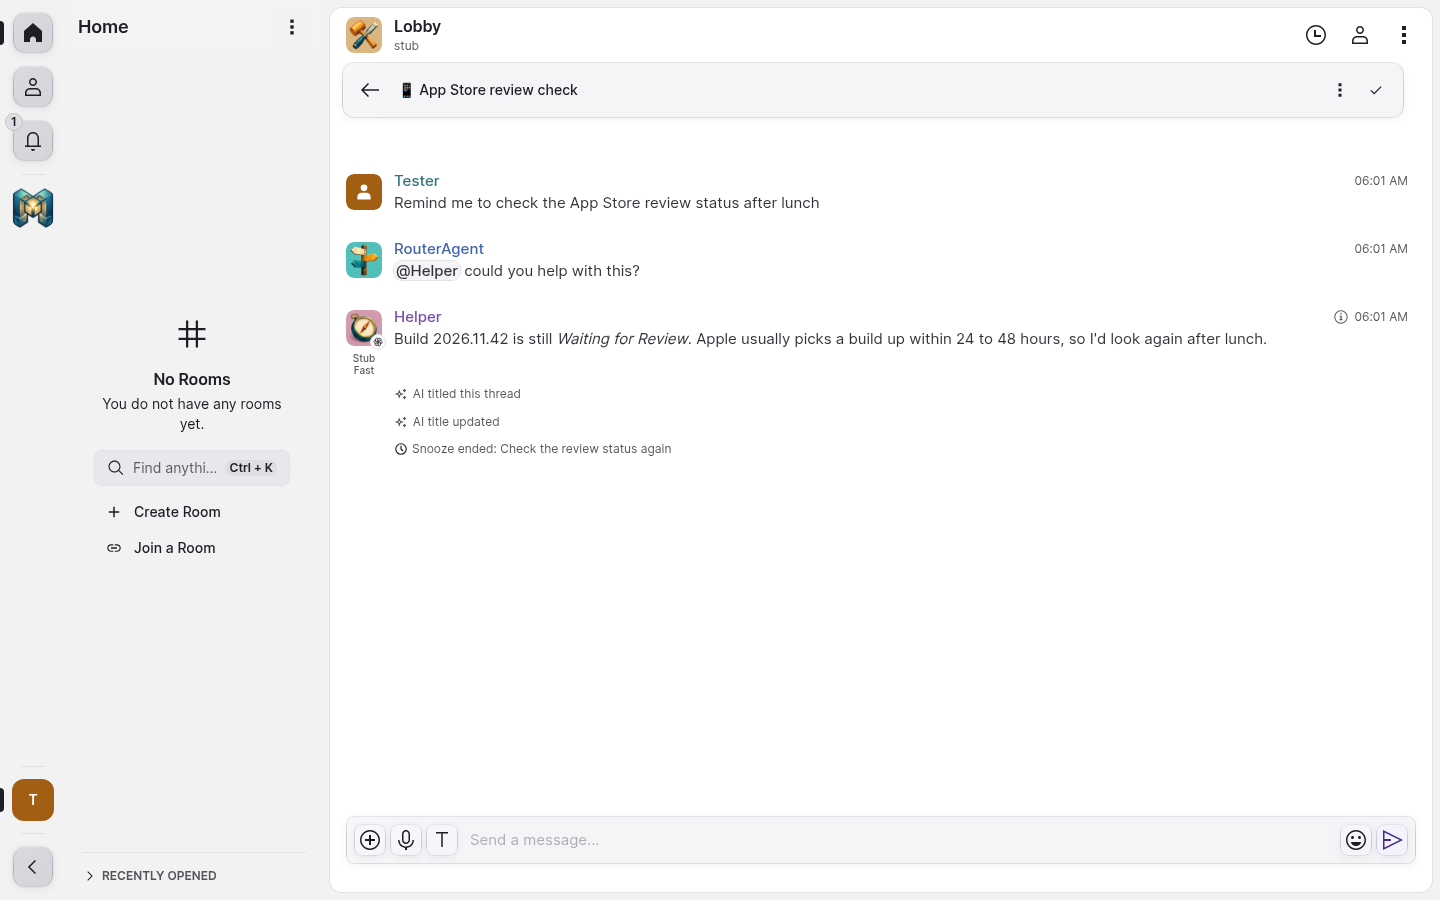 Home
1
No Rooms
You do not have any rooms
yet.
Find anythi... Ctrl + K
Create Room
Join a Room
T
RECENTLY OPENED
Lobby
stub
📱 App Store review check
Tester 06:01 AM
Remind me to check the App Store review status after lunch
RouterAgent 06:01 AM
@Helper could you help with this?
Helper 06:01 AM
Build 2026.11.42 is still Waiting for Review. Apple usually picks a build up within 24 to 48 hours, so I'd look again after lunch.
Stub
Fast
AI titled this thread
AI title updated
Snooze ended: Check the review status again
T
Send a message...